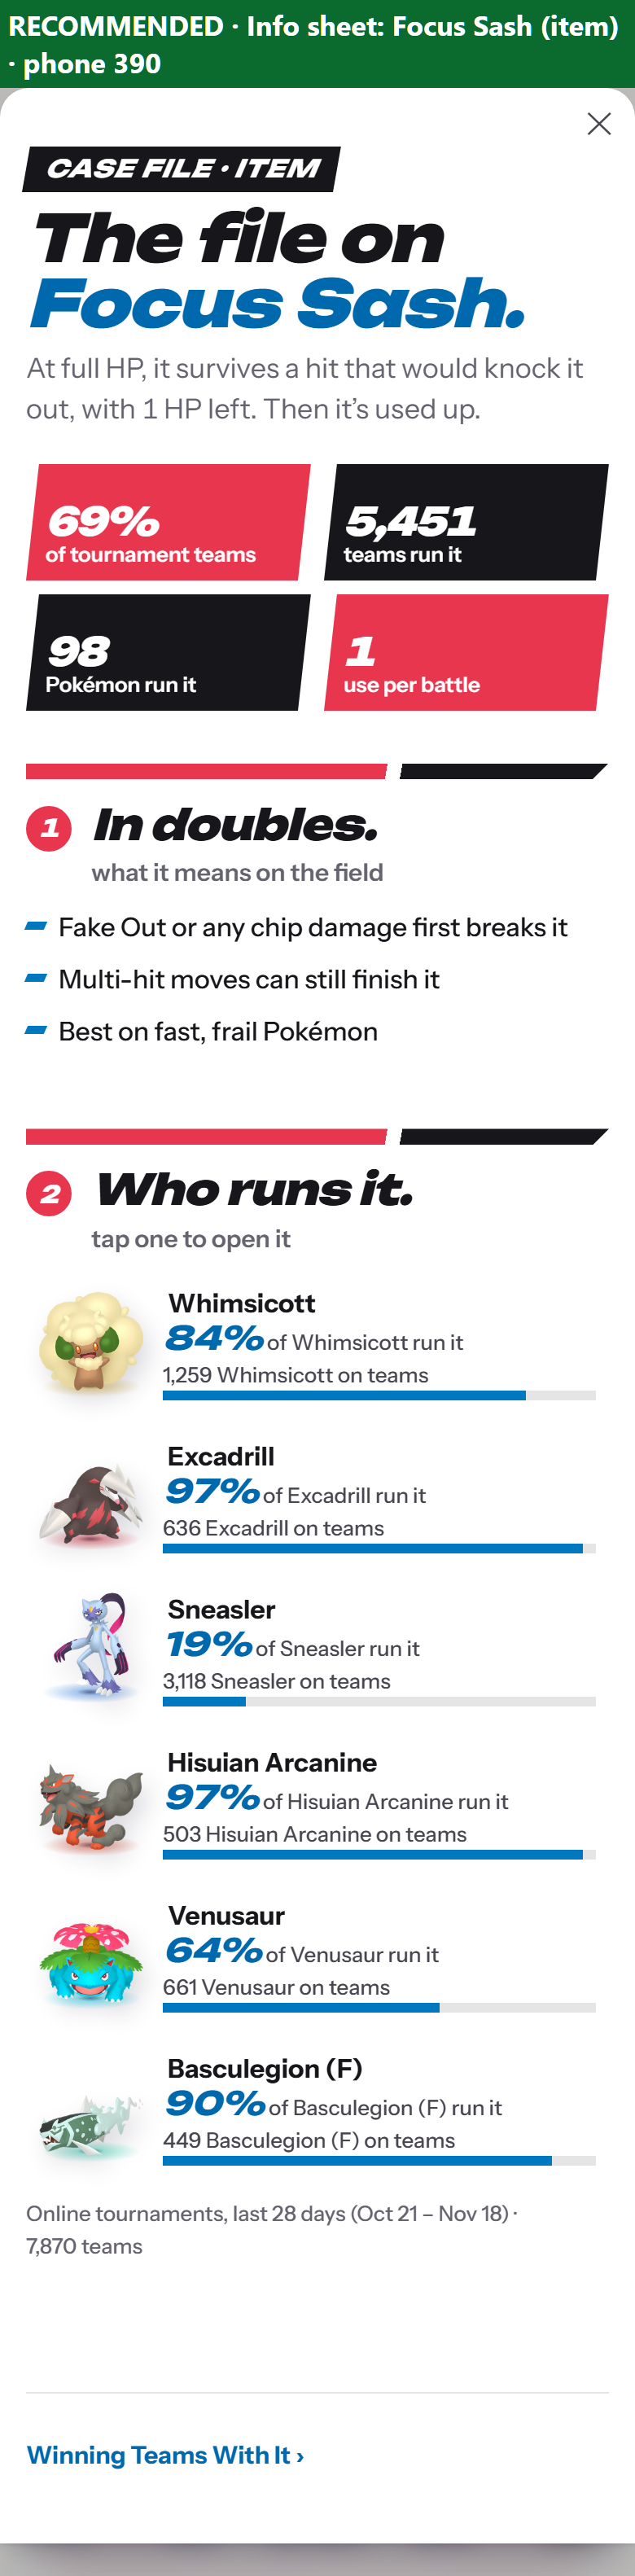 RECOMMENDED · Info sheet: Focus Sash (item)
· phone 390
CASE FILE · ITEM
The file on
Focus Sash.
At full HP, it survives a hit that would knock it
out, with 1 HP left. Then it’s used up.
69%
of tournament teams
5,451
teams run it
98
Pokémon run it
1
use per battle
1 In doubles.
what it means on the field
Fake Out or any chip damage first breaks it
Multi-hit moves can still finish it
Best on fast, frail Pokémon
2 Who runs it.
tap one to open it
Whimsicott
84% of Whimsicott run it
1,259 Whimsicott on teams
Excadrill
97% of Excadrill run it
636 Excadrill on teams
Sneasler
19% of Sneasler run it
3,118 Sneasler on teams
Hisuian Arcanine
97% of Hisuian Arcanine run it
503 Hisuian Arcanine on teams
Venusaur
64% of Venusaur run it
661 Venusaur on teams
Basculegion (F)
90% of Basculegion (F) run it
449 Basculegion (F) on teams
Online tournaments, last 28 days (Oct 21 – Nov 18) ·
7,870 teams
Winning Teams With It ›